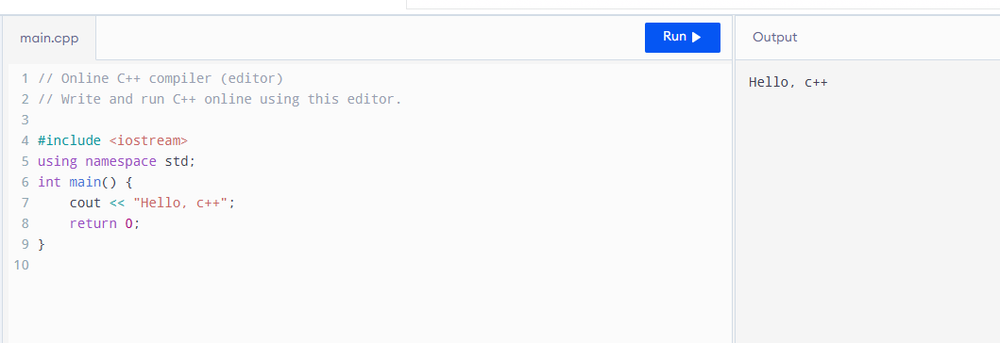 main.cpp
Run
Output
1 // Online C++ compiler (editor)
2 // Write and run C++ online using this editor.
3
4 #include <iostream>
5 using namespace std;
6 int main() {
7     cout << "Hello, c++";
8     return 0;
9 }
10
Hello, c++